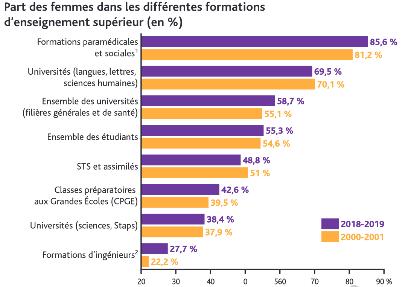 Part des femmes dans les différentes formations
d'enseignement supérieur (en %)
Formations paramédicales
et sociales¹
85,6 %
81,2 %
Universités (langues, lettres,
sciences humaines)
69,5 %
70,1 %
Ensemble des universités
(filières générales et de santé)
58,7 %
55,1 %
Ensemble des étudiants
55,3 %
54,6 %
STS et assimilés
48,8 %
51 %
Classes préparatoires
aux Grandes Écoles (CPGE)
42,6 %
39,5 %
Universités (sciences, Staps)
38,4 %
37,9 %
Formations d'ingénieurs²
27,7 %
22,2 %
2018-2019
2000-2001
20 30 40 0 560 70 80_ 90 %